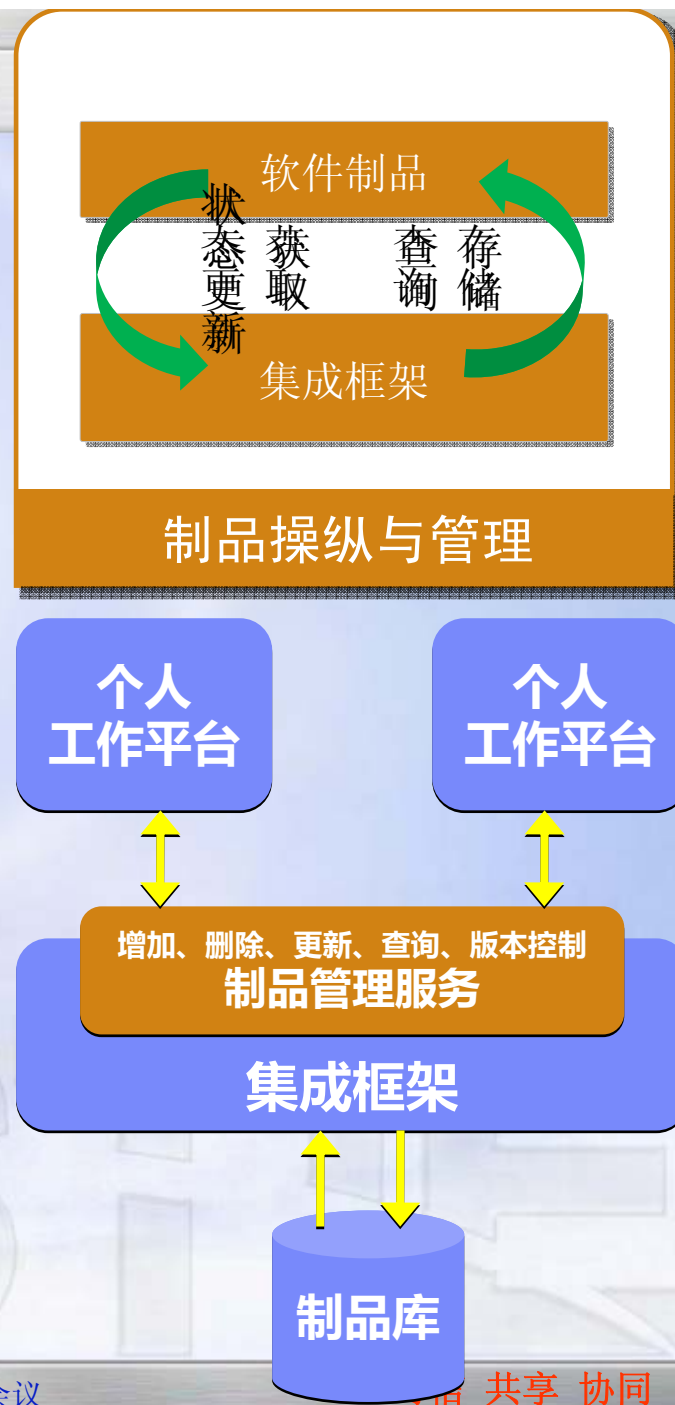 软件制品
状态更新
获取
查询
存储
集成框架
制品操纵与管理
个人
工作平台
个人
工作平台
增加、删除、更新、查询、版本控制
制品管理服务
集成框架
制品库
会议
共享 协同